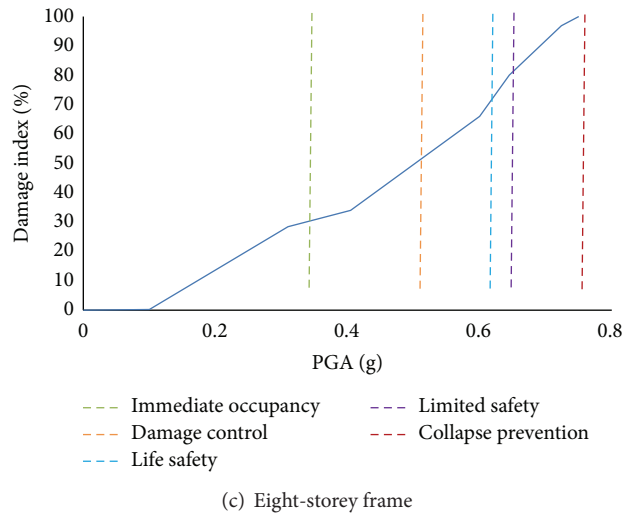 100
90
80
70
60
50
40
30
20
10
0
Damage index (%)
0
0.2
0.4
0.6
0.8
PGA (g)
Immediate occupancy
Damage control
Life safety
Limited safety
Collapse prevention
(c) Eight-storey frame